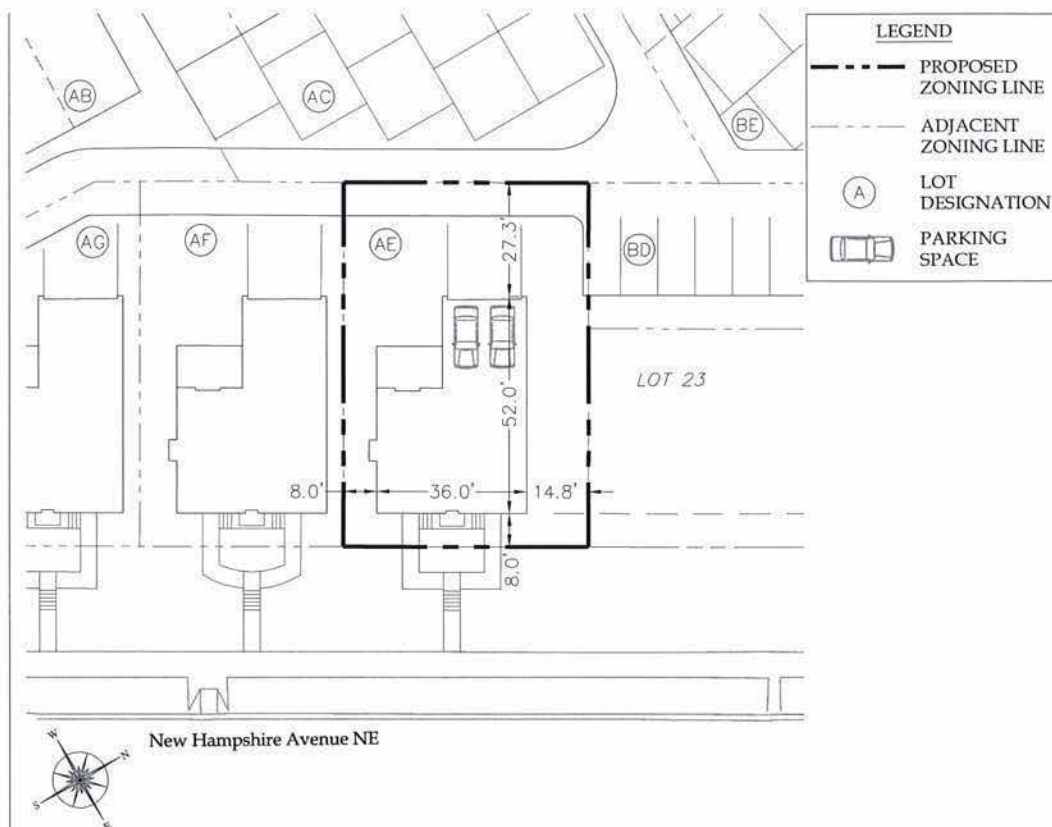 LEGEND
PROPOSED
ZONING LINE
ADJACENT
ZONING LINE
A
LOT
DESIGNATION
PARKING
SPACE
AB
AC
BE
AG
AF
AE
27.3'
BD
LOT 23
52.0'
8.0'
36.0'
14.8'
8.0'
New Hampshire Avenue NE
W
N
S
E